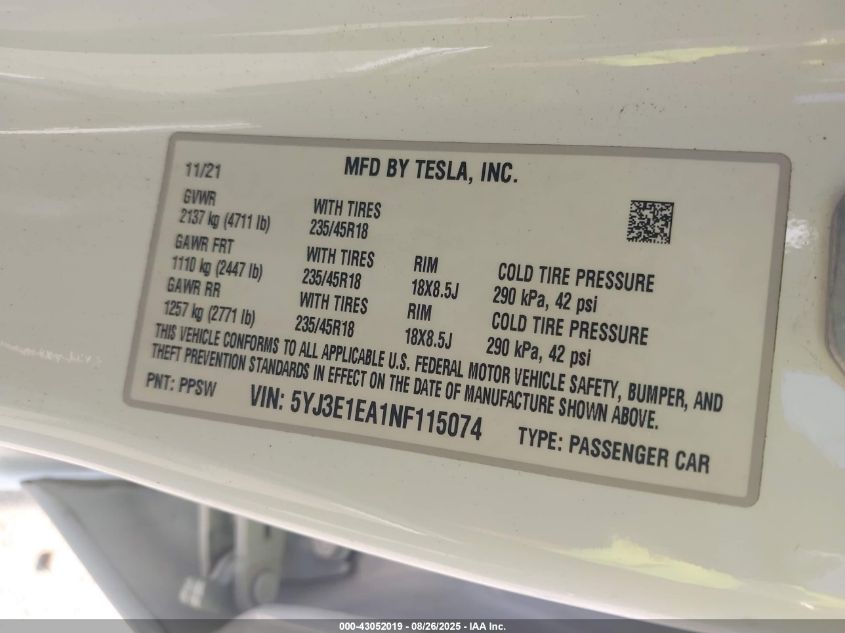 11/21
MFD BY TESLA, INC.
GVWR
2137 kg (4711 lb)
WITH TIRES
235/45R18
GAWR FRT
1110 kg (2447 lb)
WITH TIRES
235/45R18
RIM
18X8.5J
COLD TIRE PRESSURE
290 kPa, 42 psi
GAWR RR
1257 kg (2771 lb)
WITH TIRES
235/45R18
RIM
18X8.5J
COLD TIRE PRESSURE
290 kPa, 42 psi
THIS VEHICLE CONFORMS TO ALL APPLICABLE U.S. FEDERAL MOTOR VEHICLE SAFETY, BUMPER, AND
THEFT PREVENTION STANDARDS IN EFFECT ON THE DATE OF MANUFACTURE SHOWN ABOVE.
PNT: PPSW
VIN: 5YJ3E1EA1NF115074
TYPE: PASSENGER CAR
000-43052019 - 08/26/2025 - IAA Inc.